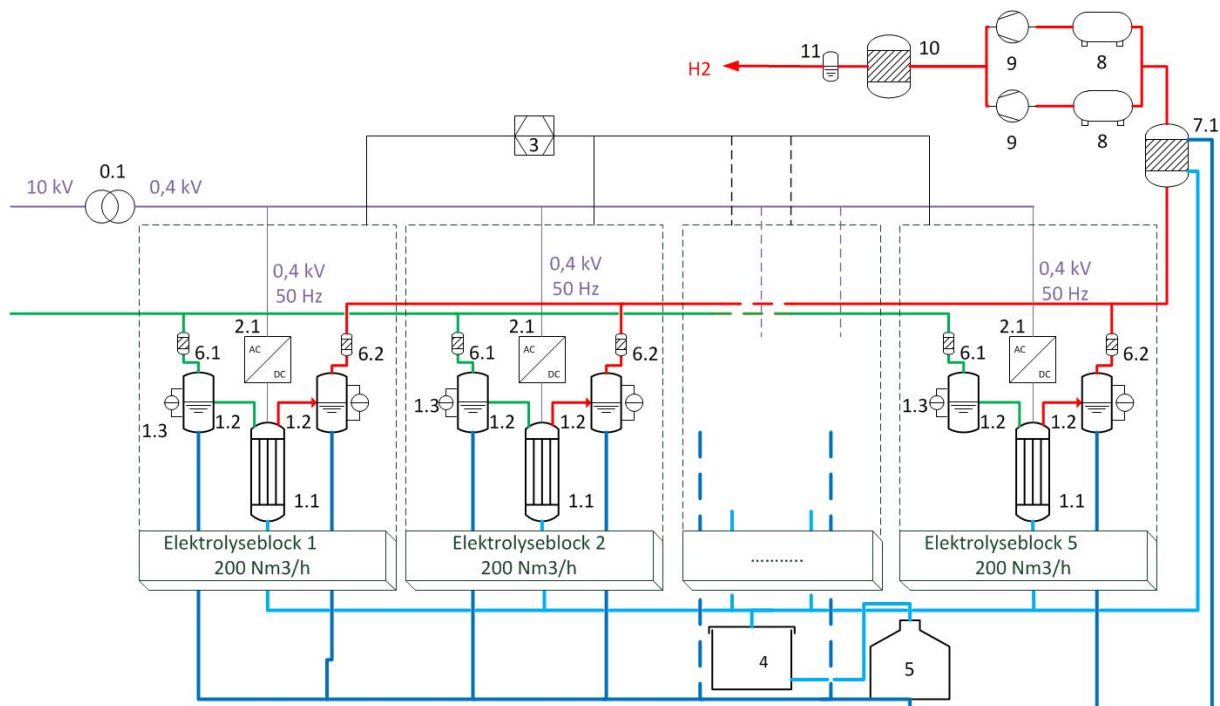 11
10
9
8
H2
9
8
7.1
3
0.1
10 kV
0,4 kV
0,4 kV
50 Hz
0,4 kV
50 Hz
0,4 kV
50 Hz
2.1
6.1
AC
DC
6.2
2.1
6.1
AC
DC
6.2
2.1
6.1
AC
DC
6.2
1.3
1.2
1.2
1.3
1.2
1.2
1.3
1.2
1.2
1.3
1.1
1.1
1.1
Elektrolyseblock 1
200 Nm3/h
Elektrolyseblock 2
200 Nm3/h
...........
Elektrolyseblock 5
200 Nm3/h
4
5